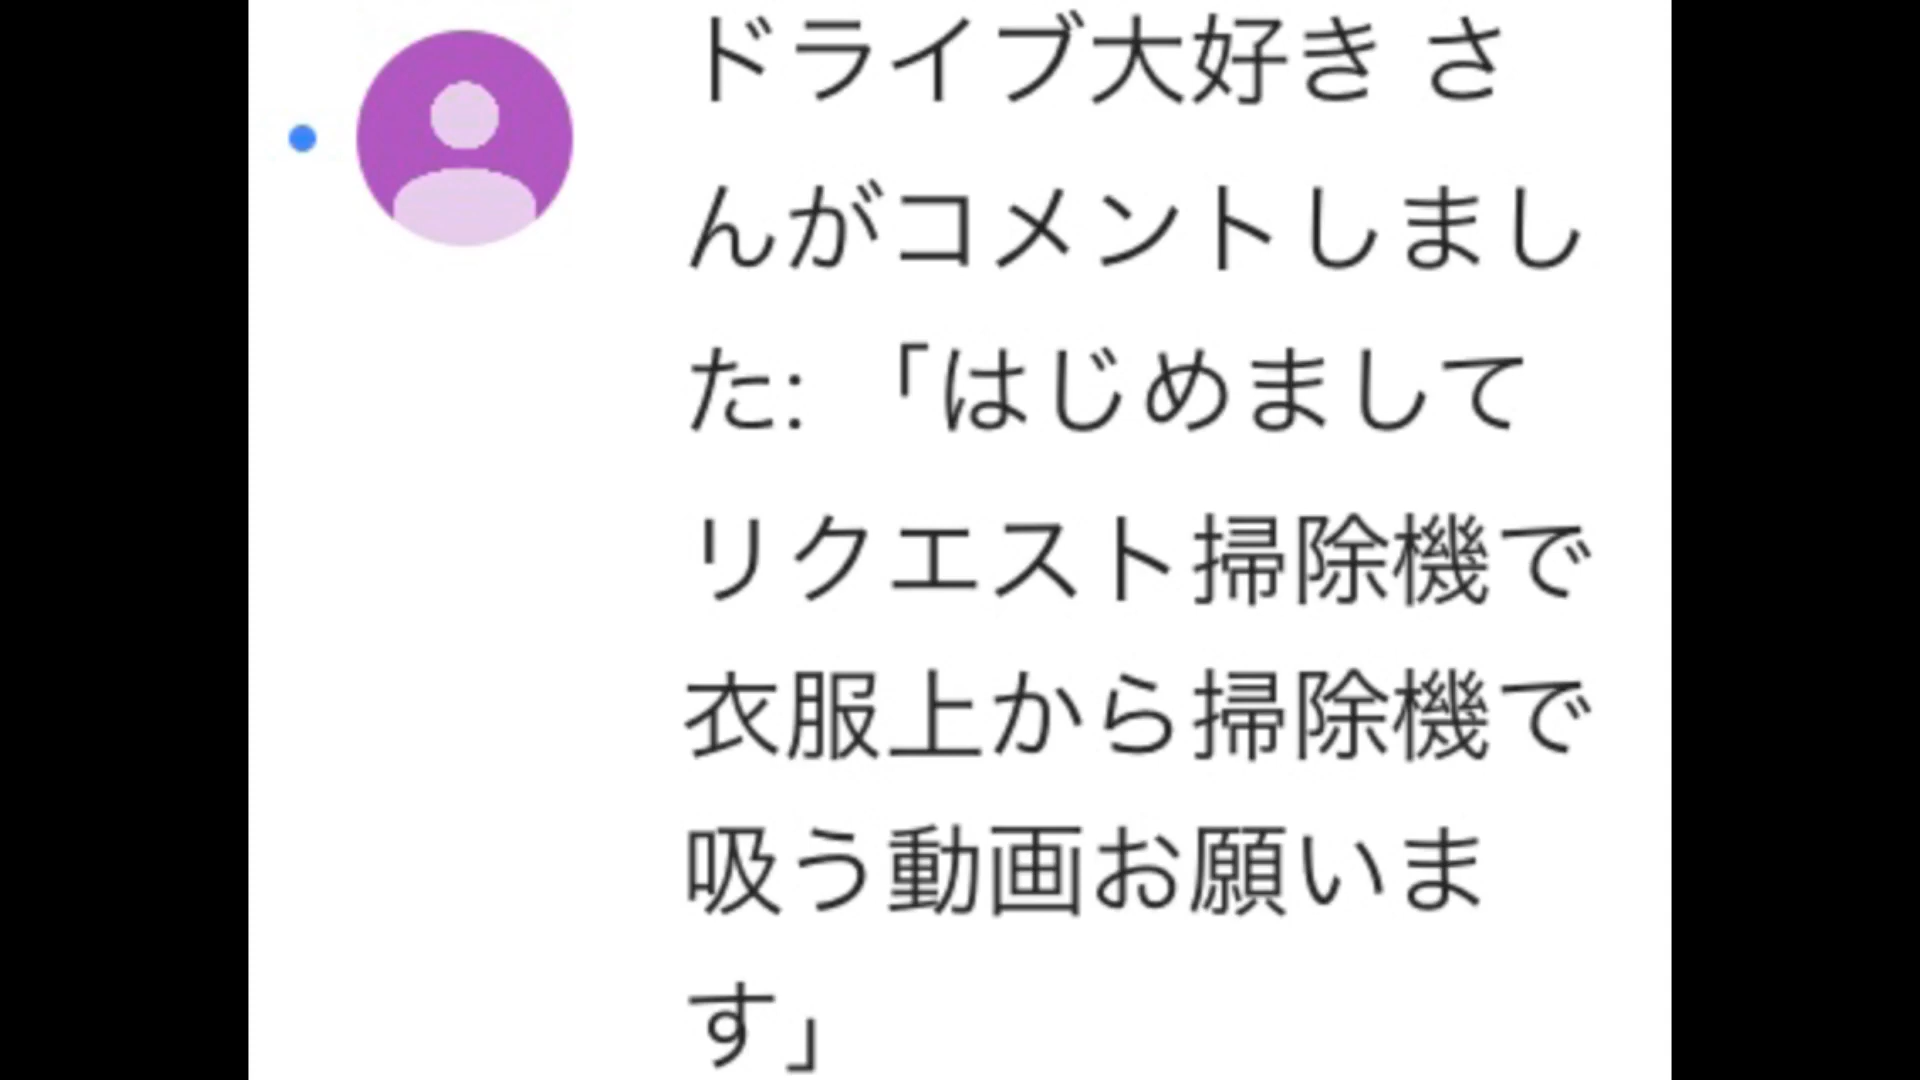 ドライブ大好き さ
んがコメントしまし
た: 「はじめまして
リクエスト掃除機で
衣服上から掃除機で
吸う動画お願いま
す」